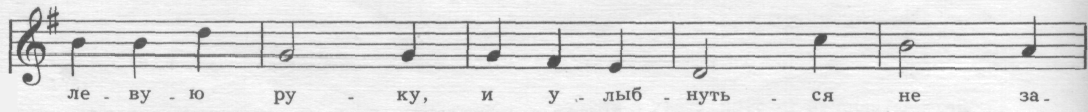 ле - ву - ю ру - ку, и у - лыб - нуть - ся не за -